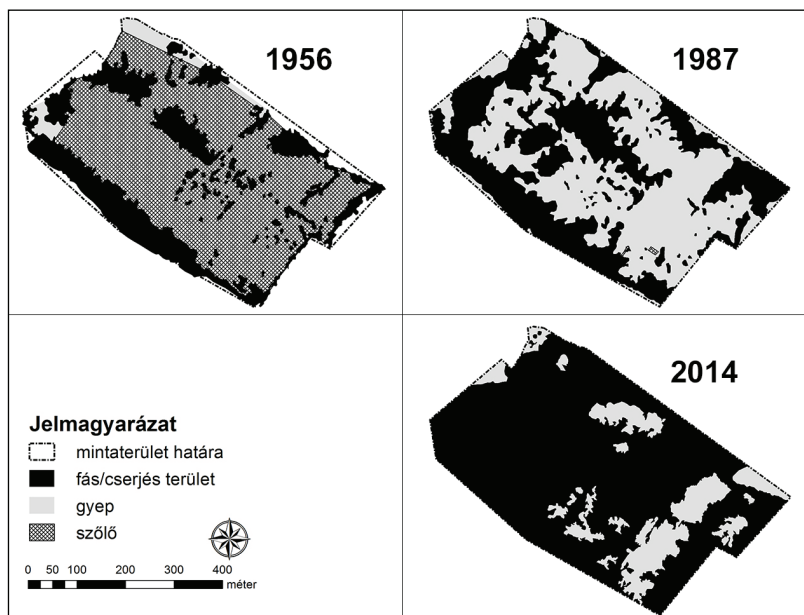 1956
1987
2014
Jelmagyarázat
mintaterület határa
fás/cserjés terület
gyep
szőlő
0 50 100 200 300 400
méter